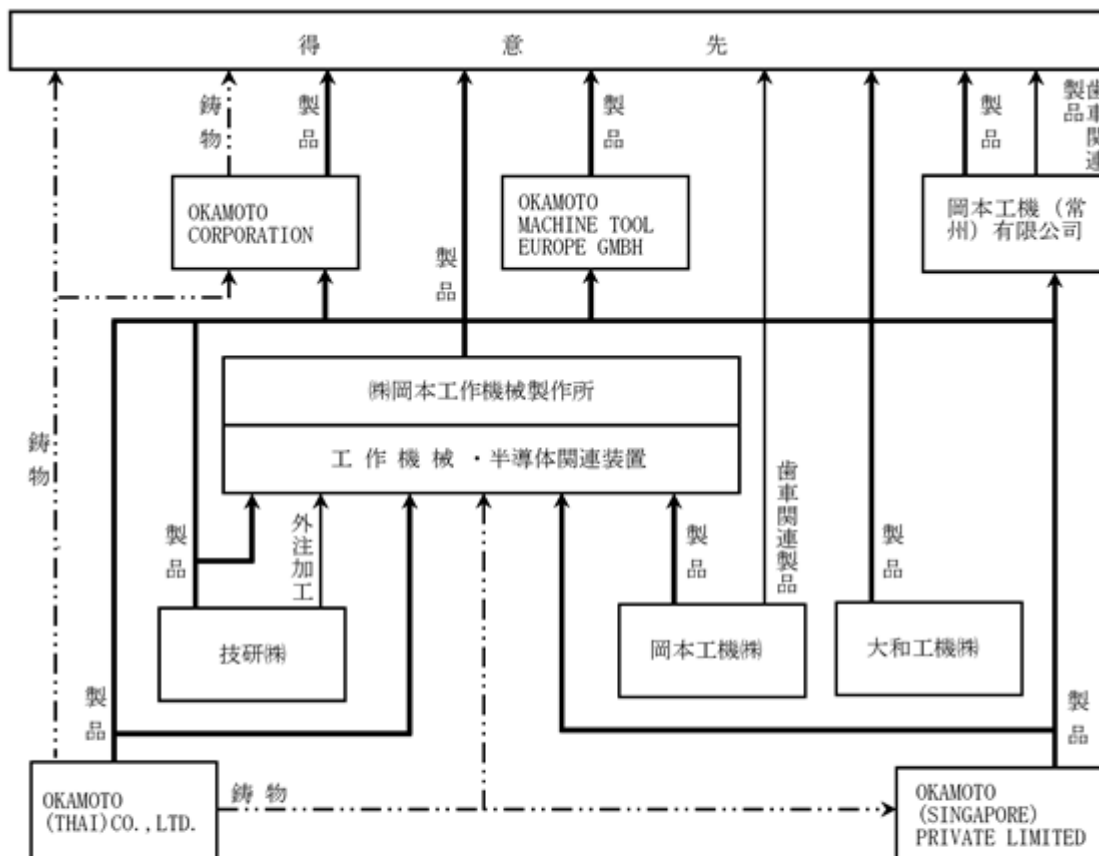 得意先
鋳物
製品
製品
製品
歯車関連
製品
OKAMOTO
CORPORATION
OKAMOTO
MACHINE TOOL
EUROPE GMBH
岡本工機（常
州）有限公司
製品
㈱岡本工作機械製作所
工作機械・半導体関連装置
鋳物
製品
外注加工
製品
歯車関連製品
製品
技研㈱
岡本工機㈱
大和工機㈱
製品
製品
OKAMOTO
(THAI)CO.,LTD.
鋳物
OKAMOTO
(SINGAPORE)
PRIVATE LIMITED